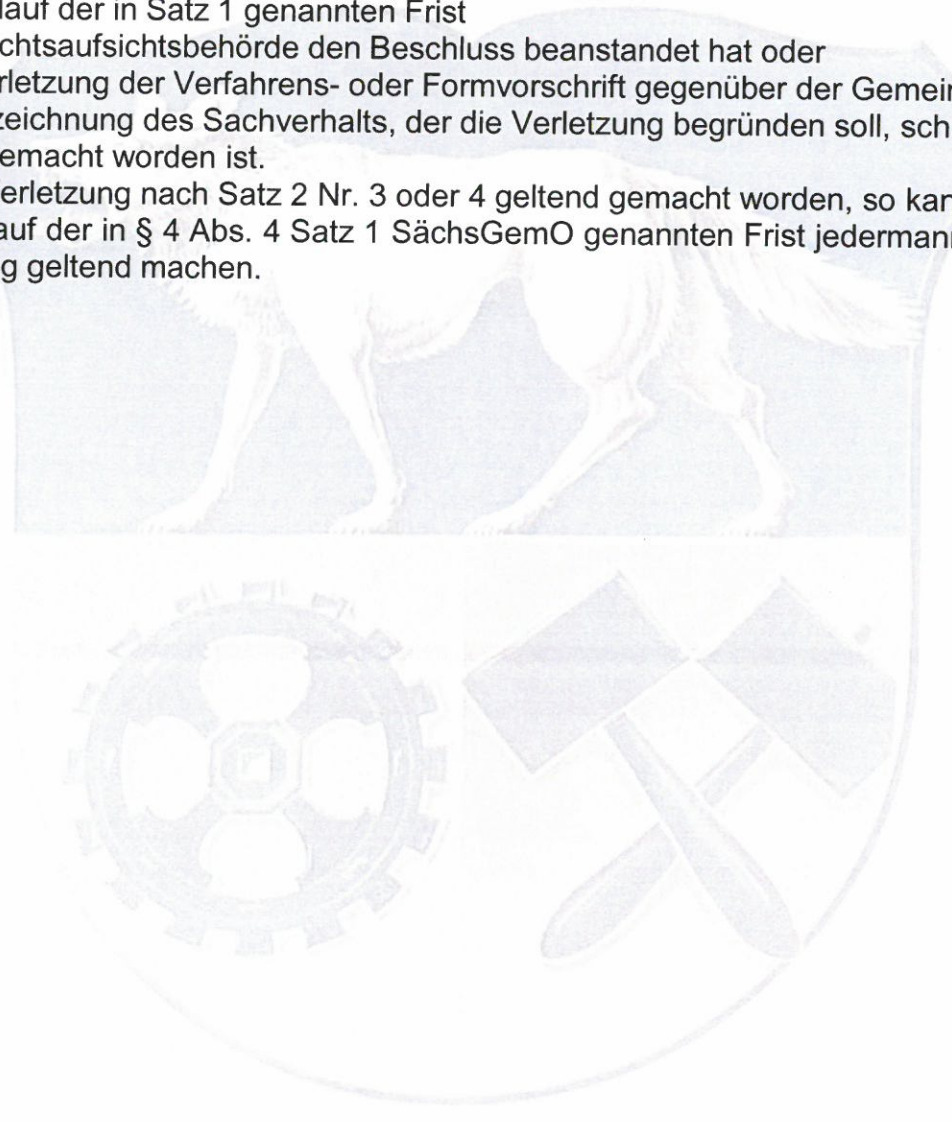 lauf der in Satz 1 genannten Frist
chtsaufsichtsbehörde den Beschluss beanstandet hat oder
rletzung der Verfahrens- oder Formvorschrift gegenüber der Gemein
zeichnung des Sachverhalts, der die Verletzung begründen soll, sch
emacht worden ist.
erletzung nach Satz 2 Nr. 3 oder 4 geltend gemacht worden, so kan
auf der in § 4 Abs. 4 Satz 1 SächsGemO genannten Frist jedermann
g geltend machen.